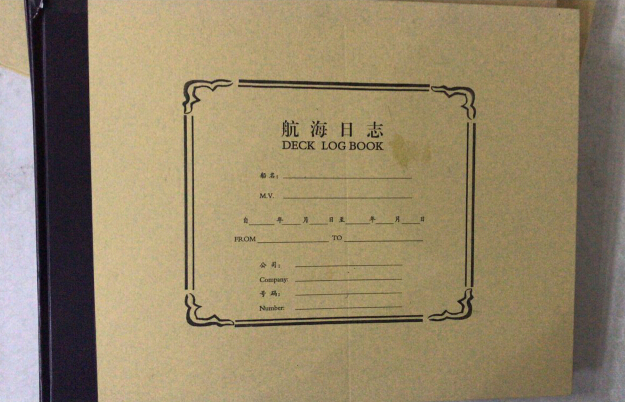 航海日志
DECK LOG BOOK
船名：
M.V.
自 年 月 日至 年 月 日
FROM TO
公司：
Company:
号码：
Number: